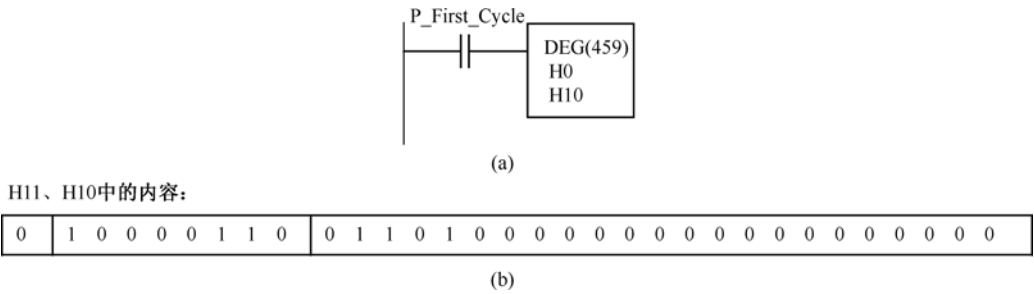 P_First_Cycle
DEG(459)
H0
H10
(a)
H11、H10中的内容：
0 1 0 0 0 0 1 1 0 0 1 1 0 1 0 0 0 0 0 0 0 0 0 0 0 0 0 0 0 0 0 0
(b)